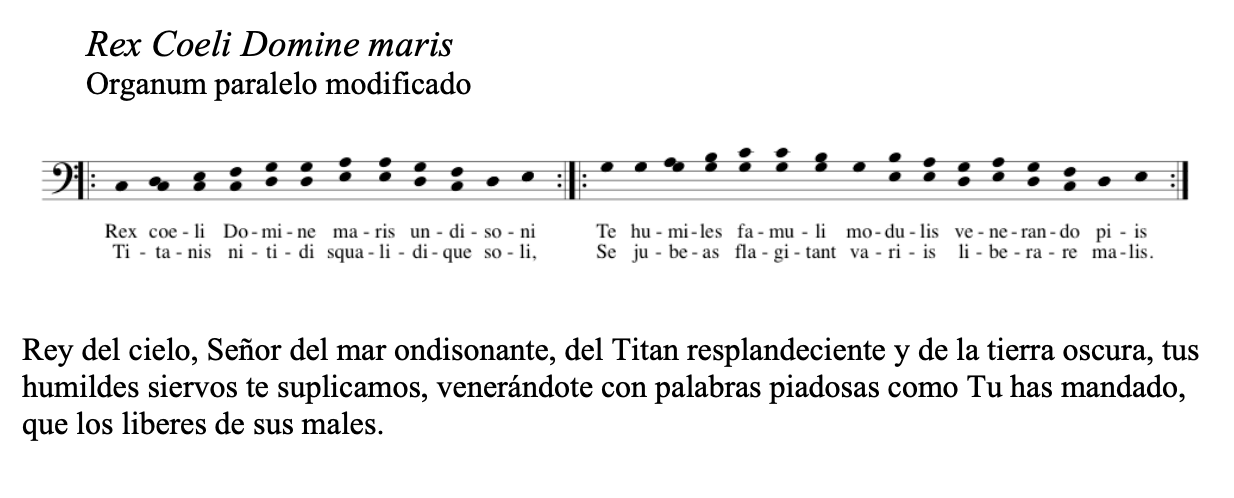 Rex Coeli Domine maris
Organum paralelo modificado
Rex coe - li Do - mi - ne ma - ris un - di - so - ni Te hu - mi - les fa - mu - li mo - du - lis ve - ne - ran - do pi - is
Ti - ta - nis ni - ti - di squa - li - di - que so - li, Se ju - be - as fla - gi - tant va - ri - is li - be - ra - re ma - lis.
Rey del cielo, Señor del mar ondisonante, del Titan resplandeciente y de la tierra oscura, tus
humildes siervos te suplicamos, venerándote con palabras piadosas como Tu has mandado,
que los liberes de sus males.